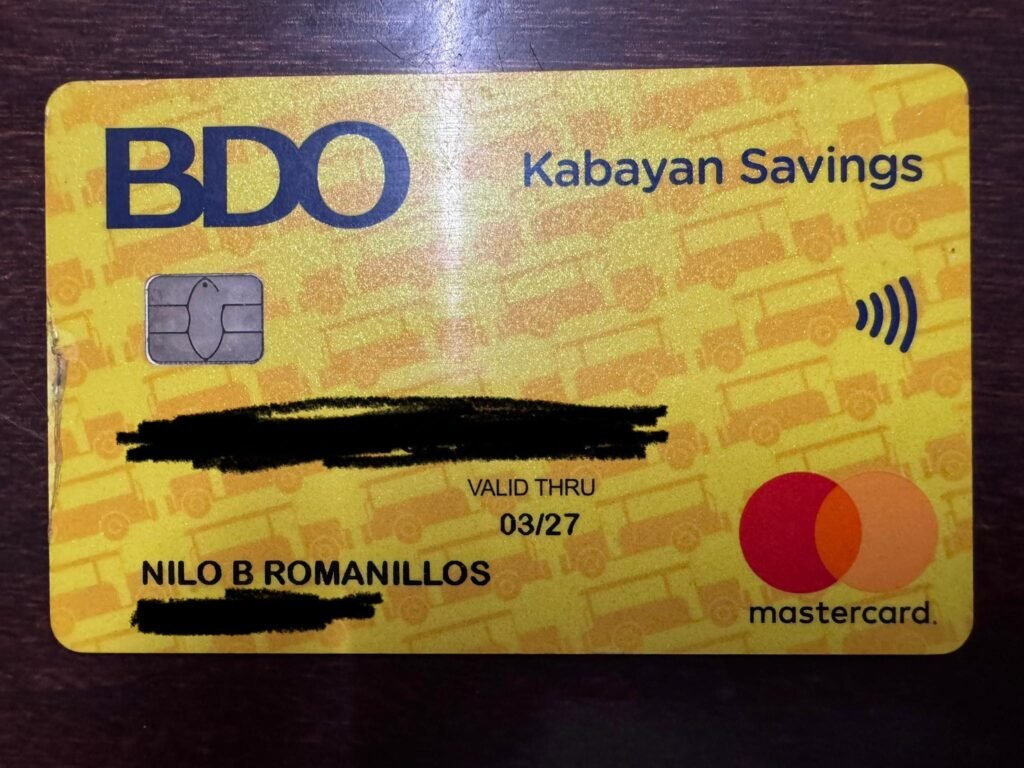 BDO
Kabayan Savings
VALID THRU
03/27
NILO B ROMANILLOS
mastercard.